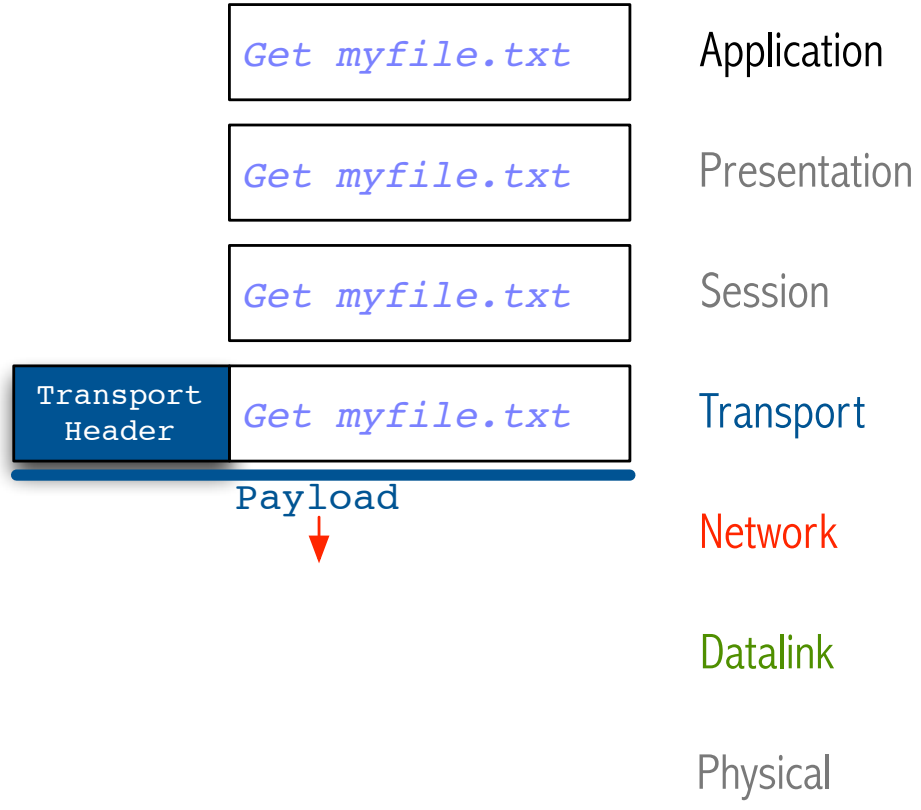 Get myfile.txt Application
Get myfile.txt Presentation
Get myfile.txt Session
Transport
Header
Get myfile.txt Transport
Payload
Network
Datalink
Physical